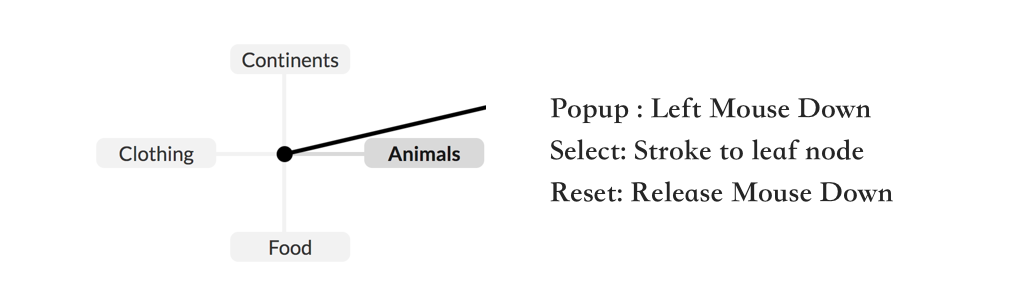 Continents
Clothing
Animals
Food
Popup : Left Mouse Down
Select: Stroke to leaf node
Reset: Release Mouse Down